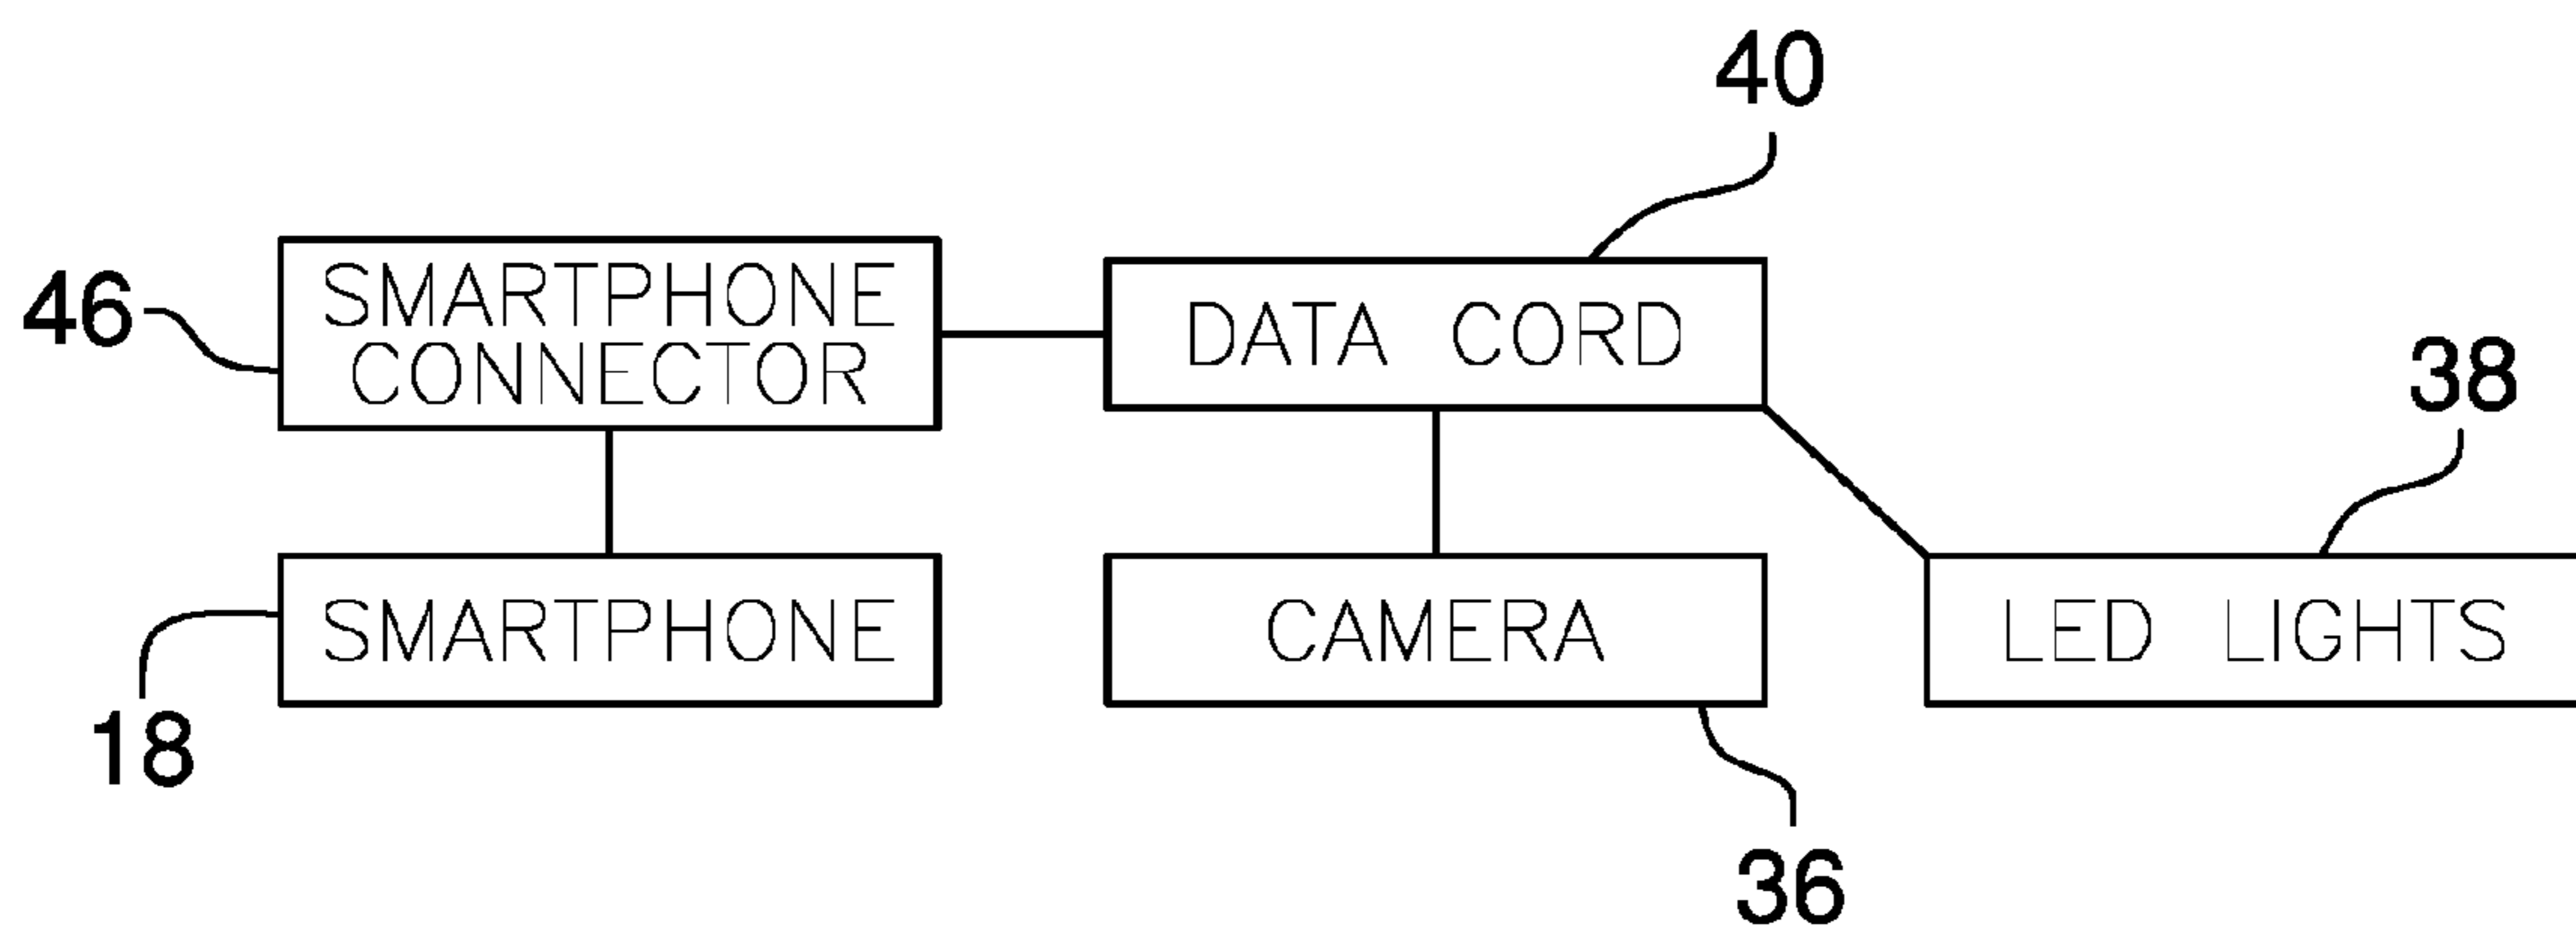 40
46
SMARTPHONE
CONNECTOR
DATA CORD
38
SMARTPHONE
CAMERA
LED LIGHTS
18
36